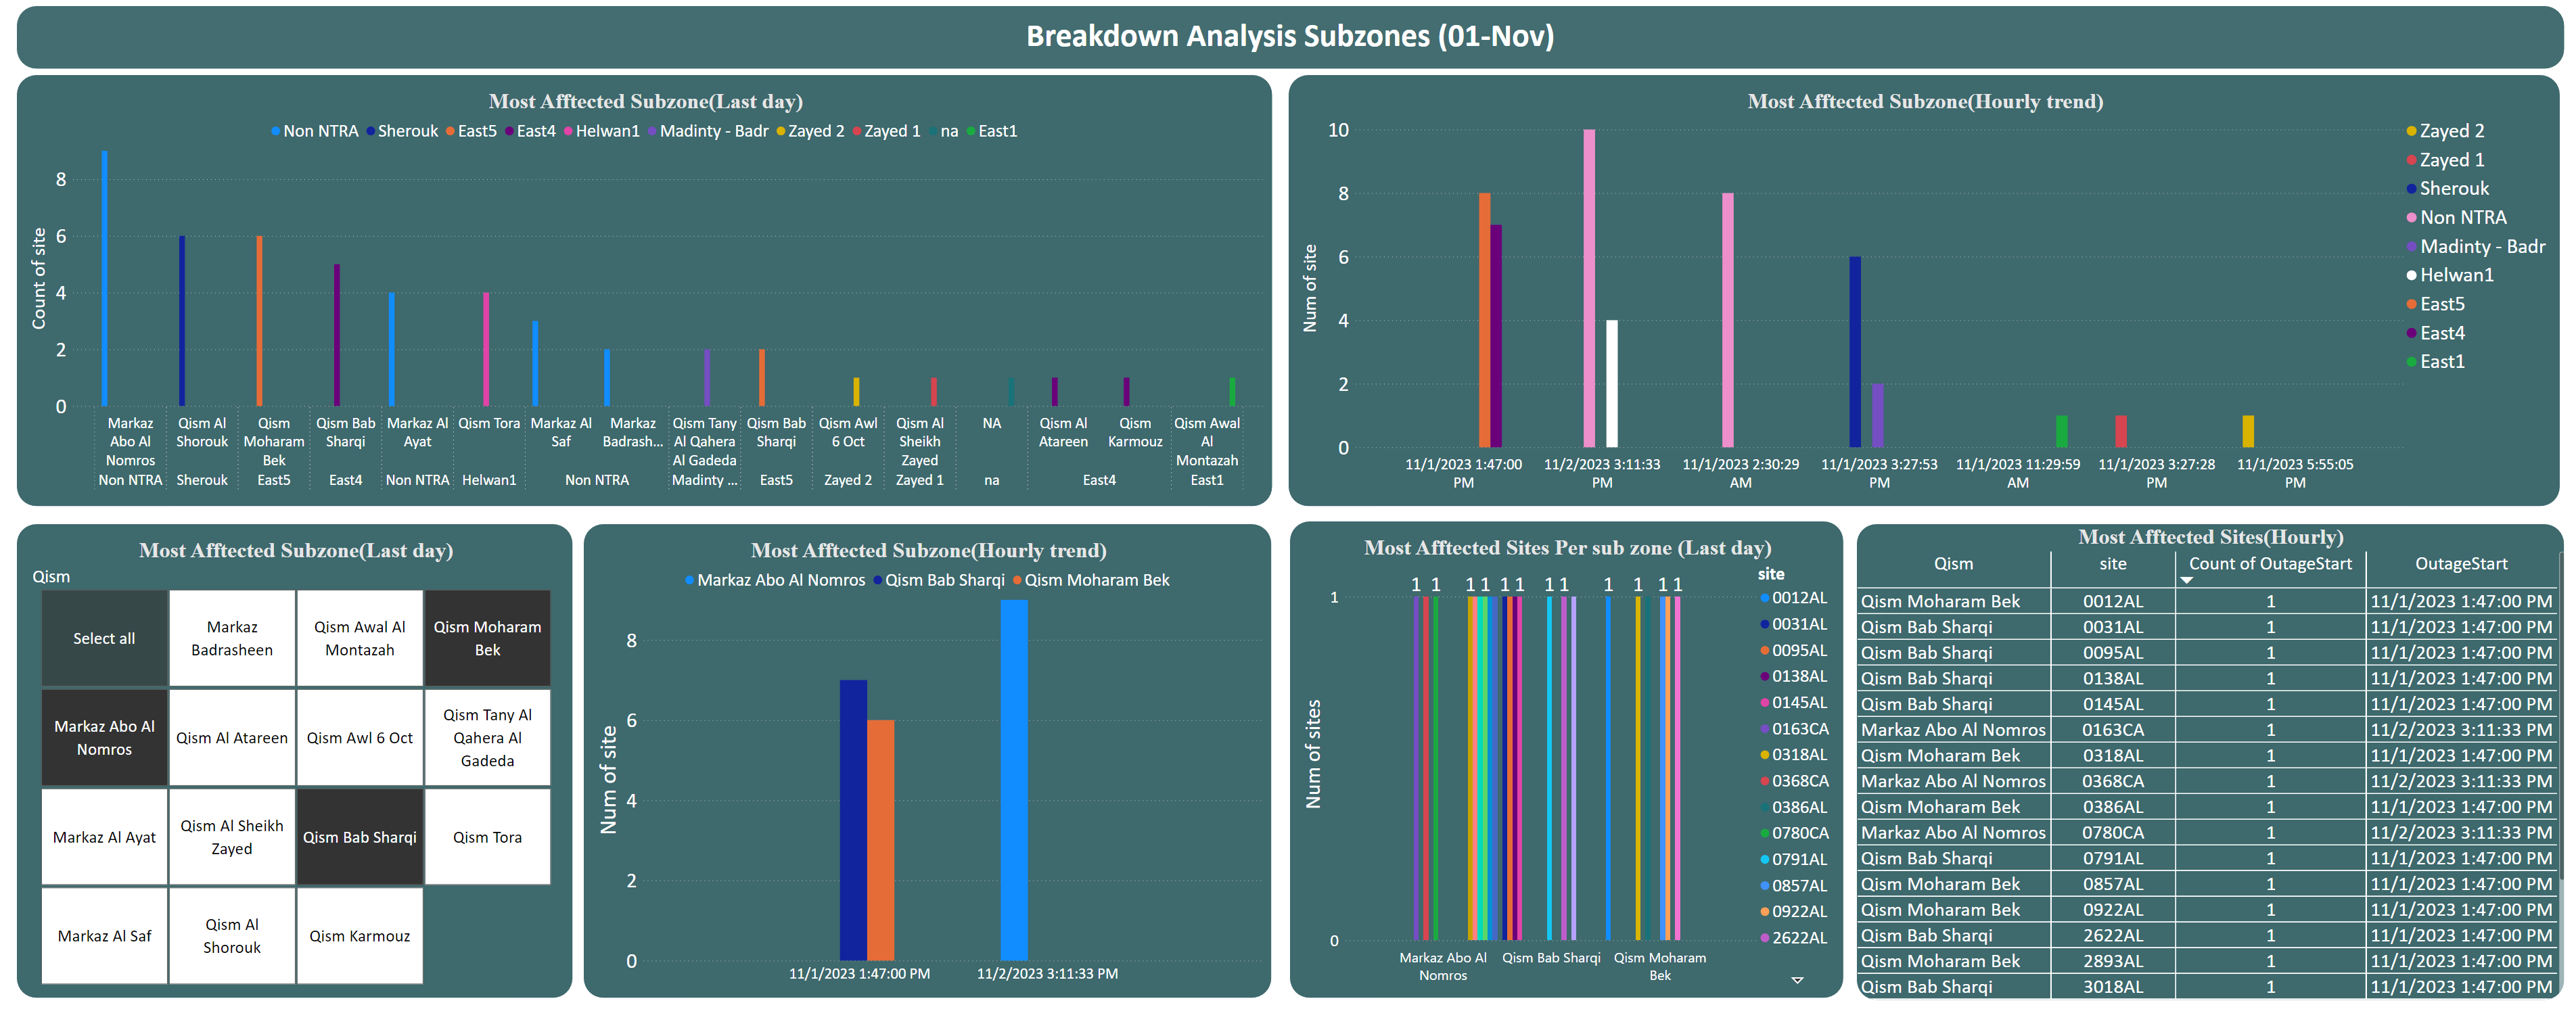 Breakdown Analysis Subzones (01-Nov)
Most Afftected Subzone(Last day)
Non NTRA Sherouk East5 East4 Helwan1 Madinty - Badr Zayed 2 Zayed 1 na East1
Count of site
8
6
4
2
0
Markaz Abo Al Nomros
Qism Al Shorouk
Qism Moharam Bek
Qism Bab Sharqi
Markaz Al Ayat
Qism Tora
Markaz Al Saf
Markaz Badrash...
Qism Tany Al Qahera Al Gadeda
Qism Bab Sharqi
Qism Awl 6 Oct
Qism Al Sheikh Zayed
NA
Qism Al Atareen
Qism Karmouz
Qism Awal Al Montazah
Non NTRA Sherouk East5 East4 Non NTRA Helwan1 Non NTRA Madinty ... East5 Zayed 2 Zayed 1 na East4 East1
Most Afftected Subzone(Hourly trend)
Num of site
10
8
6
4
2
0
11/1/2023 1:47:00 PM
11/2/2023 3:11:33 PM
11/1/2023 2:30:29 AM
11/1/2023 3:27:53 PM
11/1/2023 11:29:59 AM
11/1/2023 3:27:28 PM
11/1/2023 5:55:05 PM
Zayed 2
Zayed 1
Sherouk
Non NTRA
Madinty - Badr
Helwan1
East5
East4
East1
Most Afftected Subzone(Last day)
Qism
Select all
Markaz Badrasheen
Qism Awal Al Montazah
Qism Moharam Bek
Markaz Abo Al Nomros
Qism Al Atareen
Qism Awl 6 Oct
Qism Tany Al Qahera Al Gadeda
Markaz Al Ayat
Qism Al Sheikh Zayed
Qism Bab Sharqi
Qism Tora
Markaz Al Saf
Qism Al Shorouk
Qism Karmouz
Most Afftected Subzone(Hourly trend)
Markaz Abo Al Nomros Qism Bab Sharqi Qism Moharam Bek
Num of site
8
6
4
2
0
11/1/2023 1:47:00 PM
11/2/2023 3:11:33 PM
Most Afftected Sites Per sub zone (Last day)
Num of sites
1 1 1 1 1 1 1 1 1 1 1 1
1
0
Markaz Abo Al Nomros
Qism Bab Sharqi
Qism Moharam Bek
site
0012AL
0031AL
0095AL
0138AL
0145AL
0163CA
0318AL
0368CA
0386AL
0780CA
0791AL
0857AL
0922AL
2622AL
Most Afftected Sites(Hourly)
Qism site Count of OutageStart OutageStart
Qism Moharam Bek 0012AL 1 11/1/2023 1:47:00 PM
Qism Bab Sharqi 0031AL 1 11/1/2023 1:47:00 PM
Qism Bab Sharqi 0095AL 1 11/1/2023 1:47:00 PM
Qism Bab Sharqi 0138AL 1 11/1/2023 1:47:00 PM
Qism Bab Sharqi 0145AL 1 11/1/2023 1:47:00 PM
Markaz Abo Al Nomros 0163CA 1 11/2/2023 3:11:33 PM
Qism Moharam Bek 0318AL 1 11/1/2023 1:47:00 PM
Markaz Abo Al Nomros 0368CA 1 11/2/2023 3:11:33 PM
Qism Moharam Bek 0386AL 1 11/1/2023 1:47:00 PM
Markaz Abo Al Nomros 0780CA 1 11/2/2023 3:11:33 PM
Qism Bab Sharqi 0791AL 1 11/1/2023 1:47:00 PM
Qism Moharam Bek 0857AL 1 11/1/2023 1:47:00 PM
Qism Moharam Bek 0922AL 1 11/1/2023 1:47:00 PM
Qism Bab Sharqi 2622AL 1 11/1/2023 1:47:00 PM
Qism Moharam Bek 2893AL 1 11/1/2023 1:47:00 PM
Qism Bab Sharqi 3018AL 1 11/1/2023 1:47:00 PM